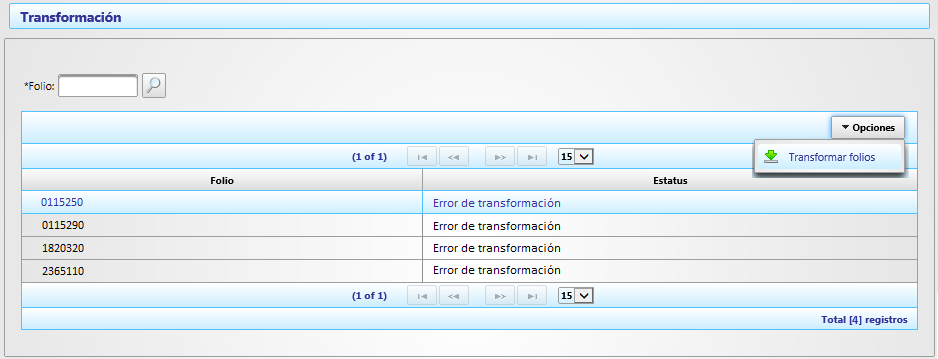 Transformación
*Folio:
Opciones
(1 of 1) 15
Transformar folios
Folio Estatus
0115250 Error de transformación
0115290 Error de transformación
1820320 Error de transformación
2365110 Error de transformación
(1 of 1) 15
Total [4] registros